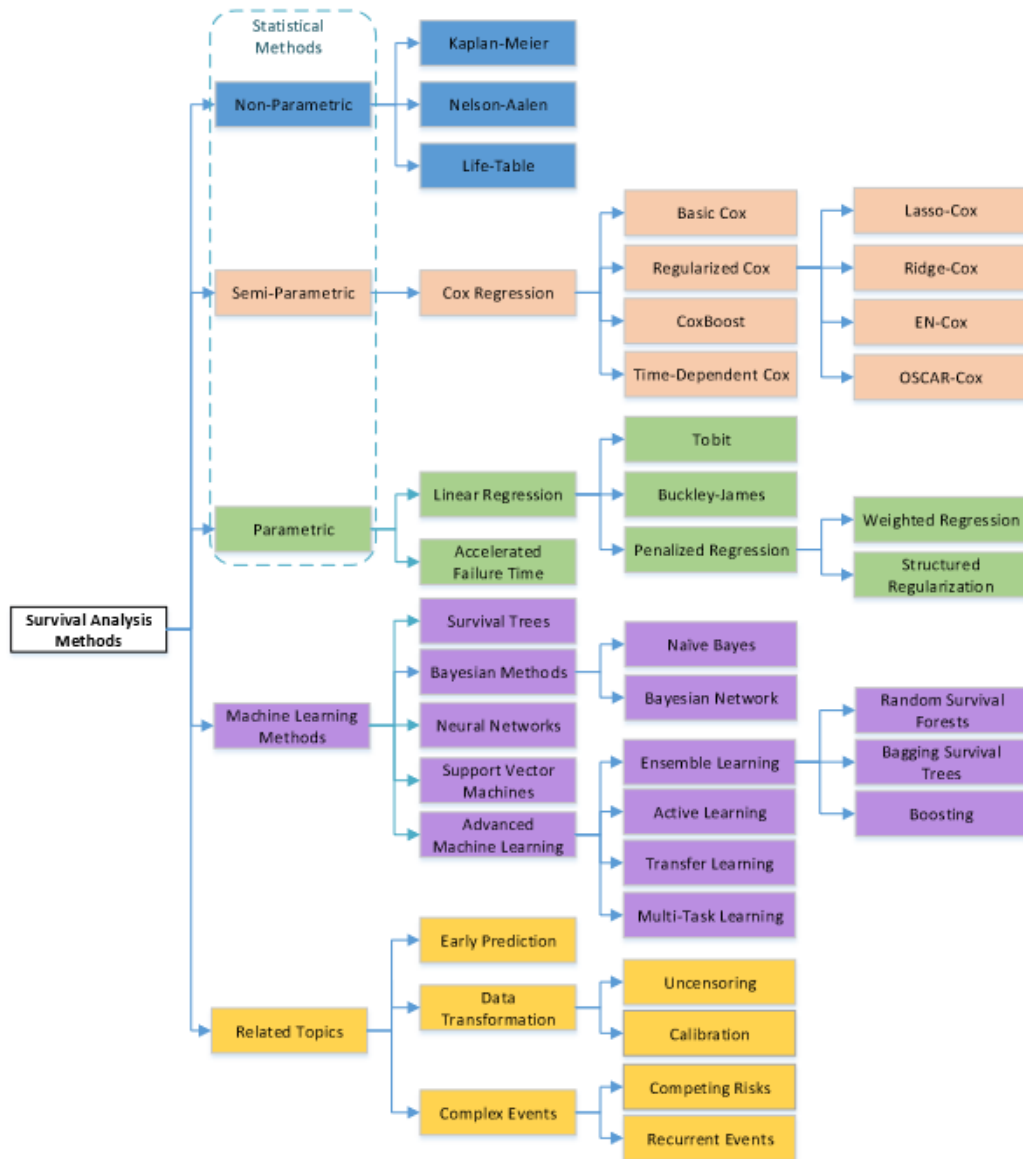 Statistical
Methods
Kaplan-Meier
Non-Parametric
Nelson-Aalen
Life-Table
Basic Cox
Lasso-Cox
Semi-Parametric
Cox Regression
Regularized Cox
Ridge-Cox
CoxBoost
EN-Cox
Time-Dependent Cox
OSCAR-Cox
Tobit
Linear Regression
Buckley-James
Parametric
Weighted Regression
Penalized Regression
Accelerated
Failure Time
Structured
Regularization
Survival Analysis
Methods
Survival Trees
Naïve Bayes
Bayesian Methods
Bayesian Network
Machine Learning
Methods
Neural Networks
Random Survival
Forests
Support Vector
Machines
Ensemble Learning
Bagging Survival
Trees
Advanced
Machine Learning
Active Learning
Boosting
Transfer Learning
Multi-Task Learning
Early Prediction
Related Topics
Data
Transformation
Uncensoring
Calibration
Complex Events
Competing Risks
Recurrent Events